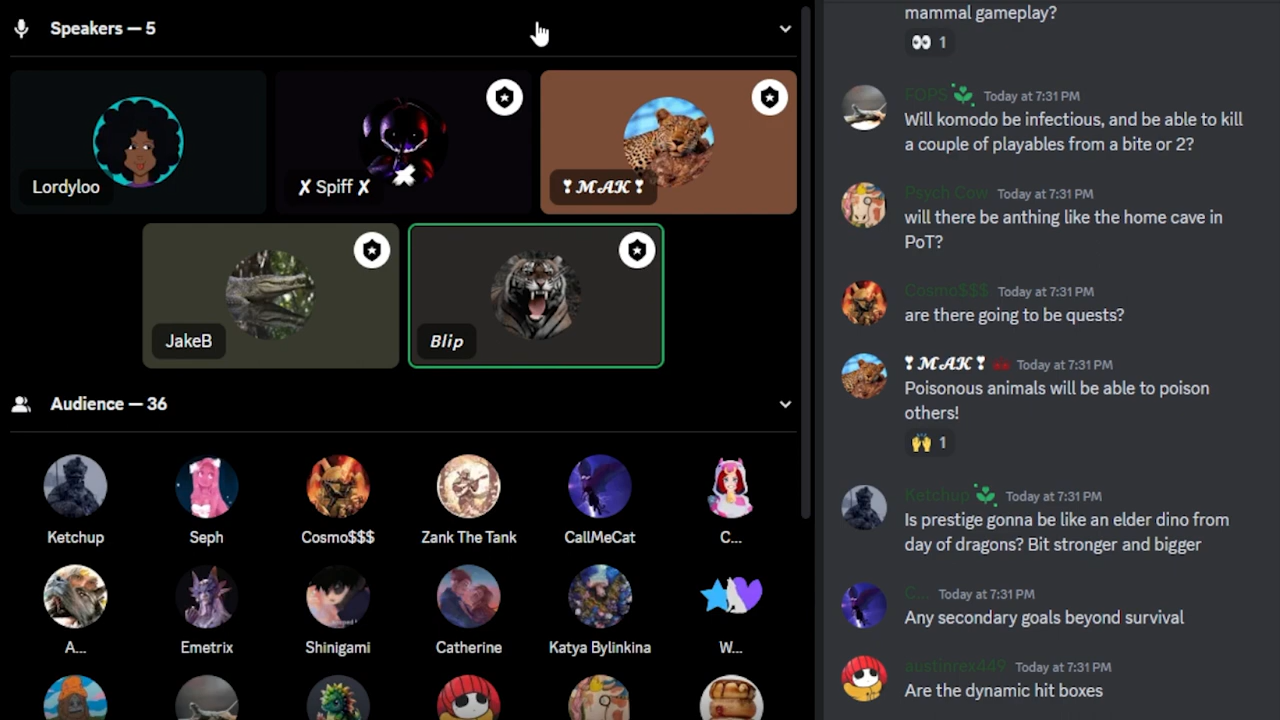 Speakers — 5
Lordyloo
✗ Spiff ✗
❢ 𝓜𝓐𝓚 ❢
JakeB
Blip
Audience — 36
Ketchup
Seph
Cosmo$$$
Zank The Tank
CallMeCat
C...
A...
Emetrix
Shinigami
Catherine
Katya Bylinkina
W...
mammal gameplay?
1
FOPS Today at 7:31 PM
Will komodo be infectious, and be able to kill
a couple of playables from a bite or 2?
Psych Cow Today at 7:31 PM
will there be anthing like the home cave in
PoT?
Cosmo$$$ Today at 7:31 PM
are there going to be quests?
❢ 𝓜𝓐𝓚 ❢ Today at 7:31 PM
Poisonous animals will be able to poison
others!
1
Ketchup Today at 7:31 PM
Is prestige gonna be like an elder dino from
day of dragons? Bit stronger and bigger
C... Today at 7:31 PM
Any secondary goals beyond survival
austinrex449 Today at 7:31 PM
Are the dynamic hit boxes